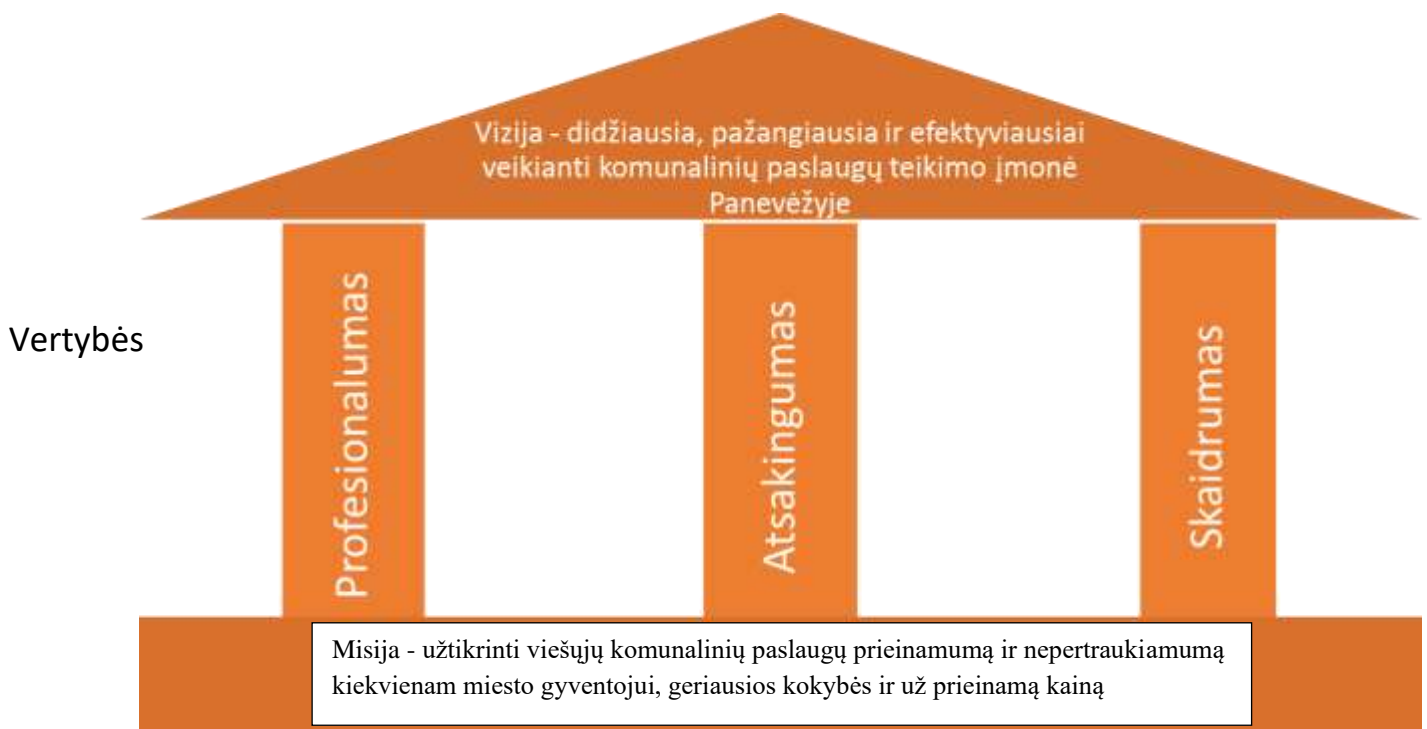 Vizija - didžiausia, pažangiausia ir efektyviausiai
veikianti komunalinių paslaugų teikimo įmonė
Panevėžyje
Vertybės
Profesionalumas
Atsakingumas
Skaidrumas
Misija - užtikrinti viešųjų komunalinių paslaugų prieinamumą ir nepertraukiamumą
kiekvienam miesto gyventojui, geriausios kokybės ir už prieinamą kainą